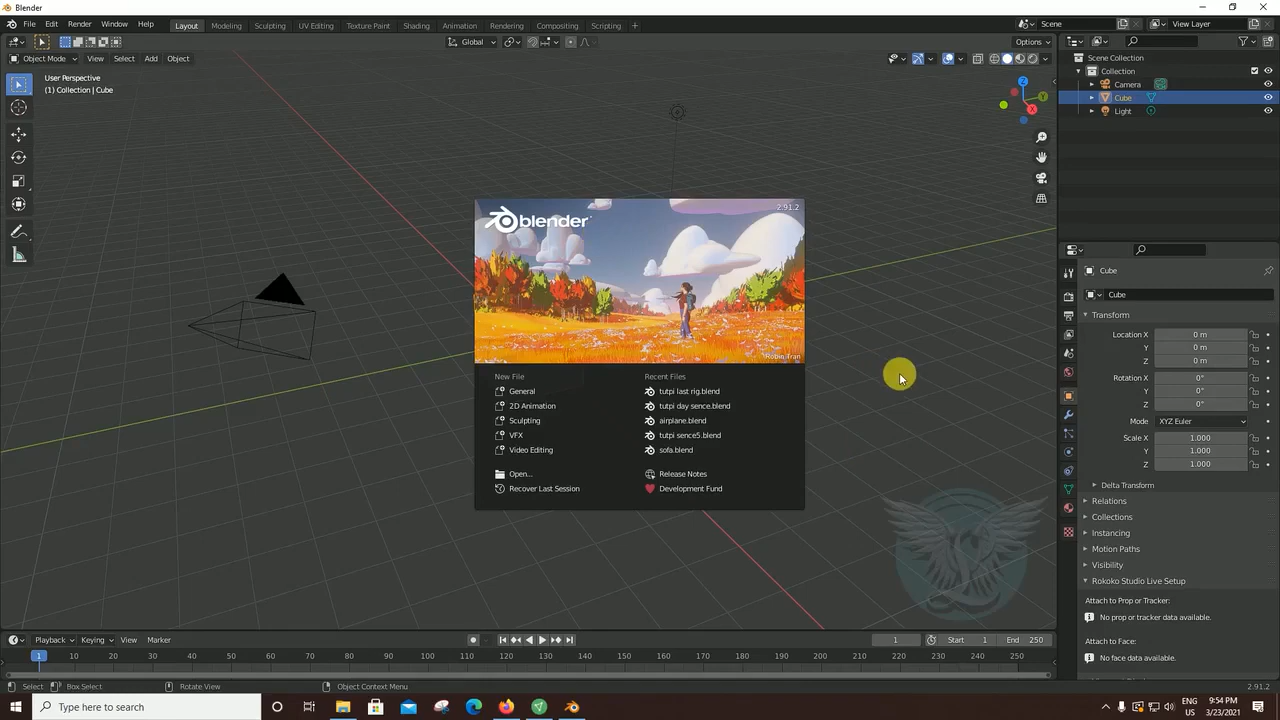 Blender
File Edit Render Window Help
Layout Modeling Sculpting UV Editing Texture Paint Shading Animation Rendering Compositing Scripting +
Scene
View Layer
Global
Options
Object Mode View Select Add Object
User Perspective
(1) Collection | Cube
X
Y
Z
Scene Collection
Collection
Camera
Cube
Light
blender
2.91.2
Robin Tran
New File
General
2D Animation
Sculpting
VFX
Video Editing
Open...
Recover Last Session
Recent Files
tutpi last rig.blend
tutpi day sence.blend
airplane.blend
tutpi sence5.blend
sofa.blend
Release Notes
Development Fund
Cube
Cube
Transform
Location X 0 m
Y 0 m
Z 0 m
Rotation X 0°
Y 0°
Z 0°
Mode XYZ Euler
Scale X 1.000
Y 1.000
Z 1.000
Delta Transform
Relations
Collections
Instancing
Motion Paths
Visibility
Rokoko Studio Live Setup
Attach to Prop or Tracker:
No prop or tracker data available.
Attach to Face:
No face data available.
Playback Keying View Marker
1 Start 1 End 250
1 10 20 30 40 50 60 70 80 90 100 110 120 130 140 150 160 170 180 190 200 210 220 230 240 250
Select Box Select Rotate View Object Context Menu
2.91.2
Type here to search
ENG
US
9:54 PM
3/23/2021